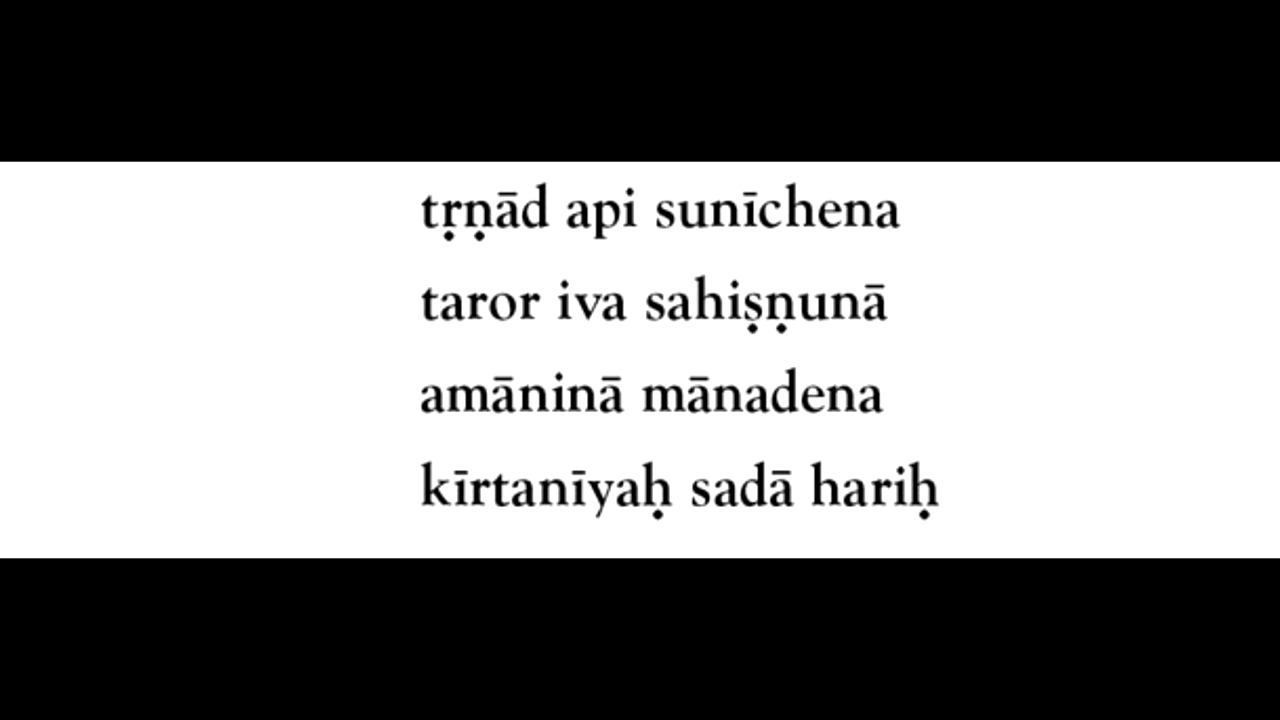 tṛṇād api sunīchena
taror iva sahiṣṇunā
amāninā mānadena
kīrtanīyaḥ sadā hariḥ